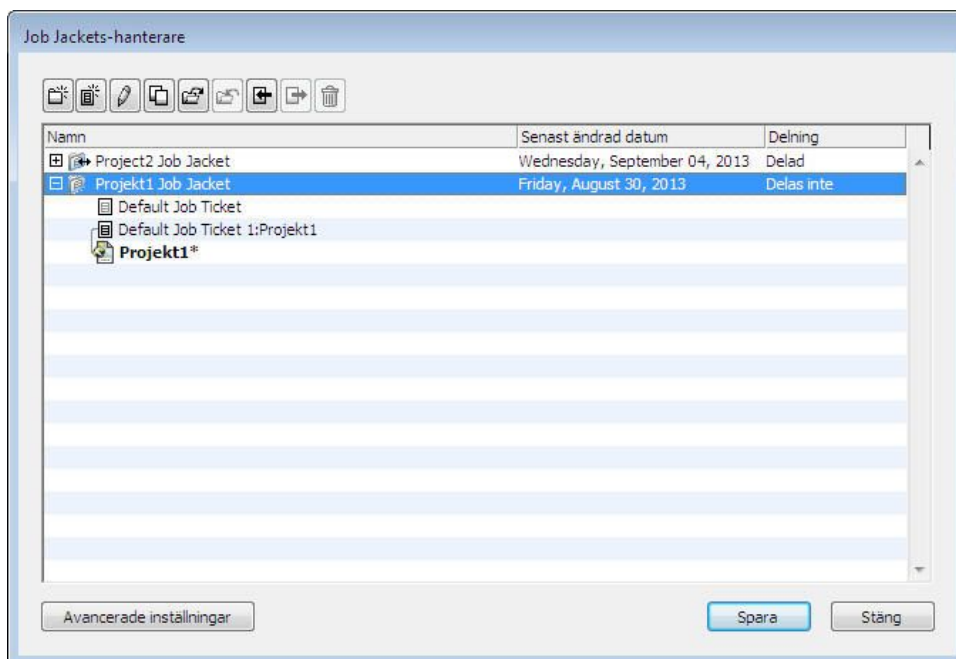 Job Jackets-hanterare
Namn Senast ändrad datum Delning
Project2 Job Jacket Wednesday, September 04, 2013 Delad
Projekt1 Job Jacket Friday, August 30, 2013 Delas inte
Default Job Ticket
Default Job Ticket 1:Projekt1
Projekt1*
Avancerade inställningar Spara Stäng